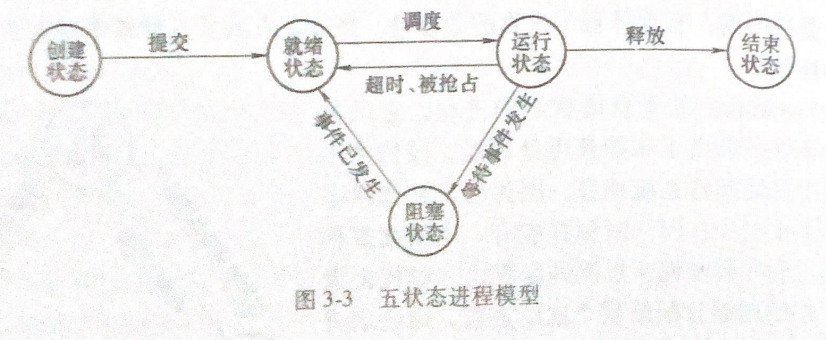 创建
状态
提交
就绪
状态
调度
超时、被抢占
运行
状态
释放
结束
状态
事件已发生
等待事件发生
阻塞
状态
图 3-3 五状态进程模型